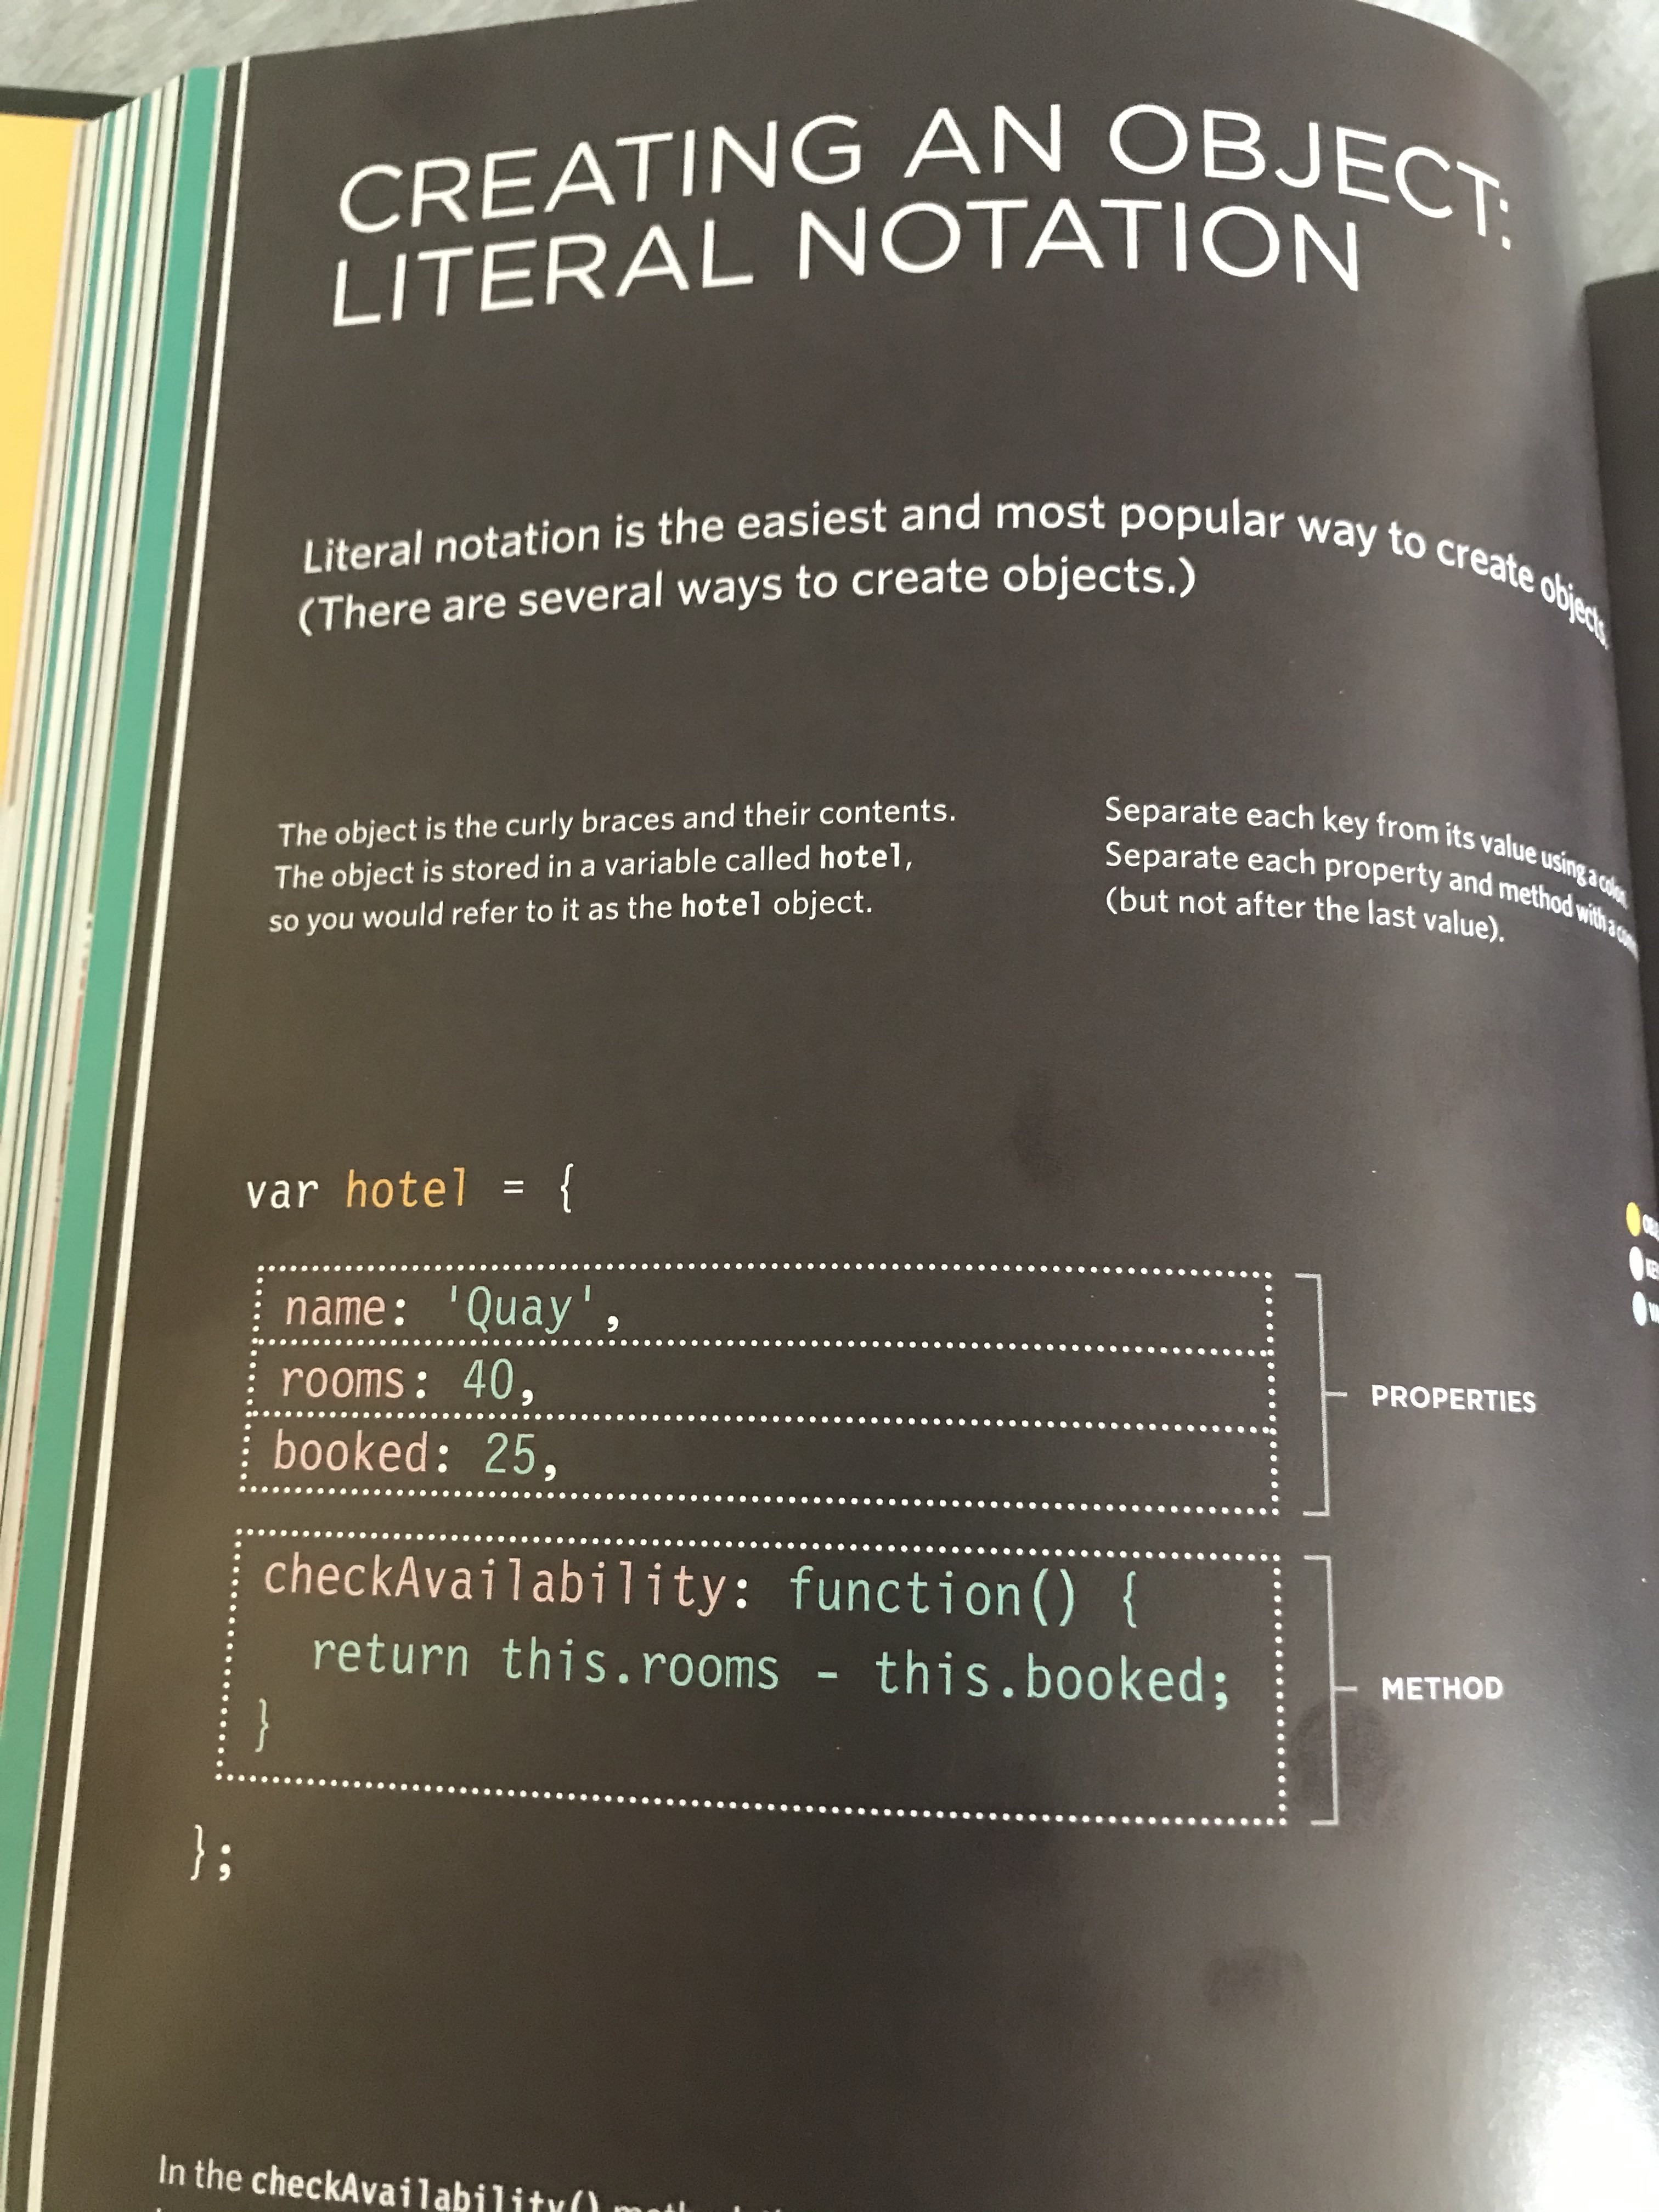 CREATING AN OBJECT:
LITERAL NOTATION
Literal notation is the easiest and most popular way to create objects.
(There are several ways to create objects.)
The object is the curly braces and their contents.
The object is stored in a variable called hotel,
so you would refer to it as the hotel object.
Separate each key from its value using a colon.
Separate each property and method with a
(but not after the last value).
var hotel = {
name: 'Quay',
rooms: 40,
booked: 25,
PROPERTIES
checkAvailability: function() {
return this.rooms - this.booked;
}
METHOD
};
In the checkAvailability()